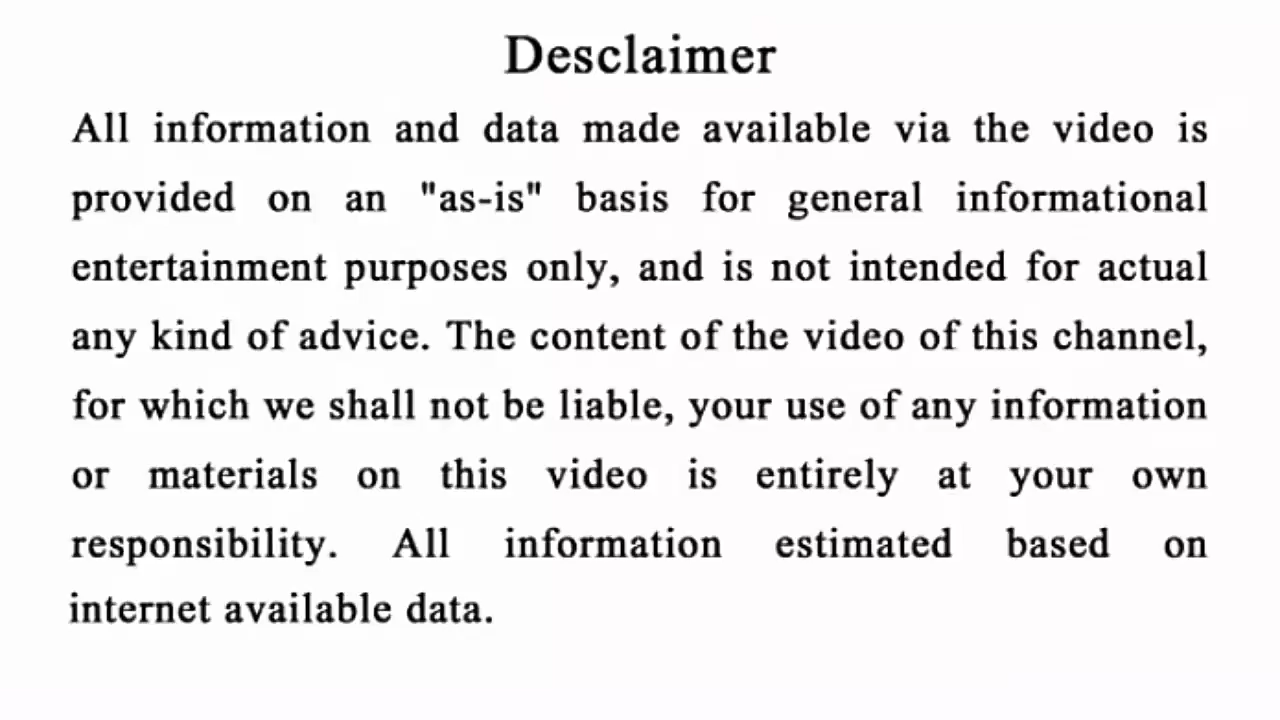 Desclaimer
All information and data made available via the video is
provided on an "as-is" basis for general informational
entertainment purposes only, and is not intended for actual
any kind of advice. The content of the video of this channel,
for which we shall not be liable, your use of any information
or materials on this video is entirely at your own
responsibility. All information estimated based on
internet available data.